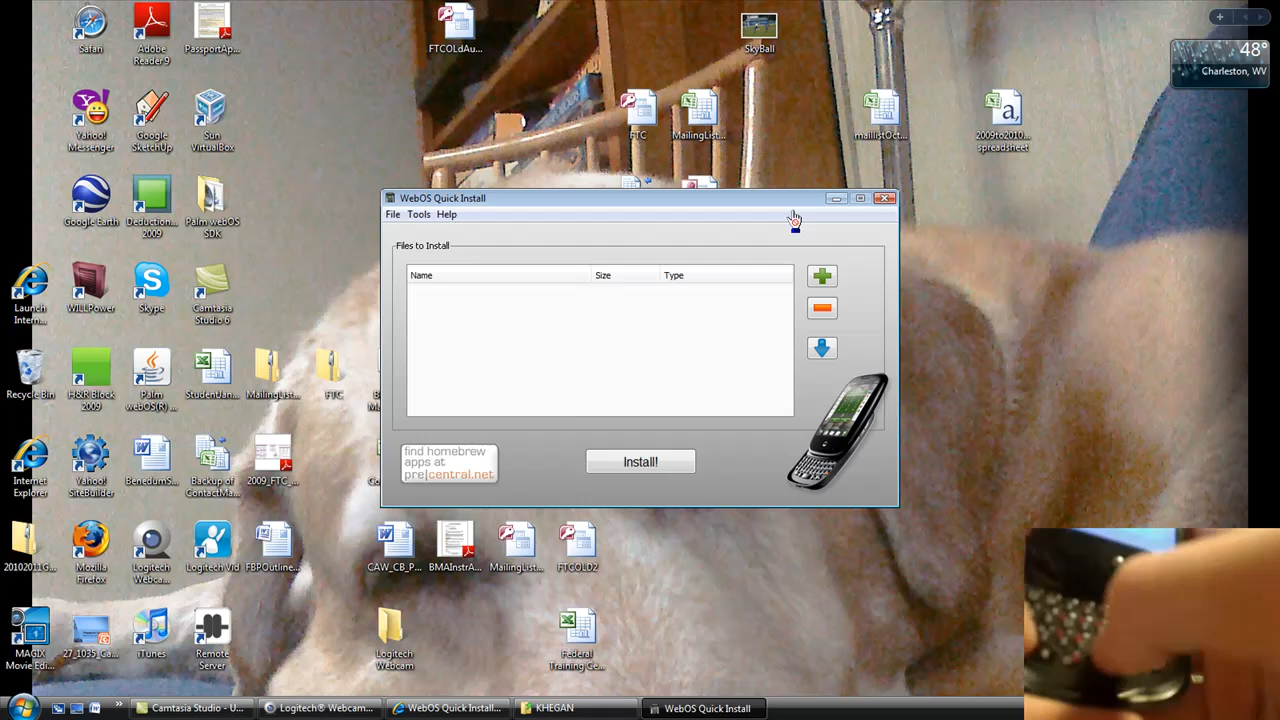 Safari
Adobe
Reader 9
PassportAp...
FTCOldAu...
SkyBall
48°
Charleston, WV
Yahoo!
Messenger
Google
SketchUp
Sun
VirtualBox
FTC
MailingList...
maillistOct...
2009to2010...
spreadsheet
Google Earth
Deduction...
2009
Palm webOS
SDK
WebOS Quick Install
File Tools Help
Files to Install
Name Size Type
Launch
Intern...
WILLPower
Skype
Camtasia
Studio 6
Recycle Bin
H&R Block
2009
Palm
webOS(R) ...
StudentJan...
MailingList...
FTC
find homebrew
apps at
pre|central.net
Install!
Internet
Explorer
Yahoo!
SiteBuilder
BenedumS...
Backup of
ContactMa...
2009_FTC_...
20102011G...
Mozilla
Firefox
Logitech
Webcam...
Logitech Vid
FBPOutline...
CAW_CB_P...
BMAInstrA...
MailingList...
FTCOLD2
MAGIX
Movie Edi...
27_1035_Ca...
iTunes
Remote
Server
Logitech
Webcam
Federal
Training Ce...
Camtasia Studio - U...
Logitech® Webcam...
WebOS Quick Install...
KHEGAN
WebOS Quick Install